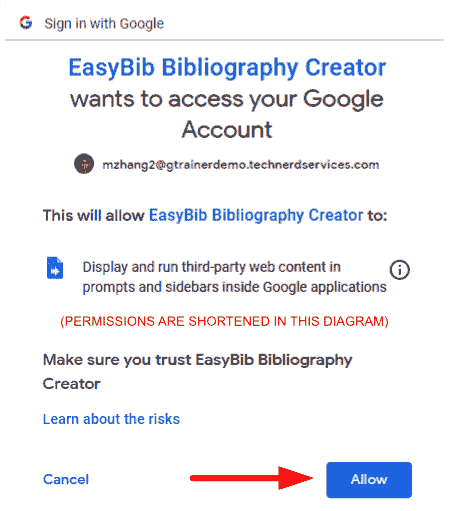 Sign in with Google
EasyBib Bibliography Creator
wants to access your Google
Account
mzhang2@gtrainerdemo.technerdservices.com
This will allow EasyBib Bibliography Creator to:
Display and run third-party web content in
prompts and sidebars inside Google applications
(PERMISSIONS ARE SHORTENED IN THIS DIAGRAM)
Make sure you trust EasyBib Bibliography
Creator
Learn about the risks
Cancel
Allow